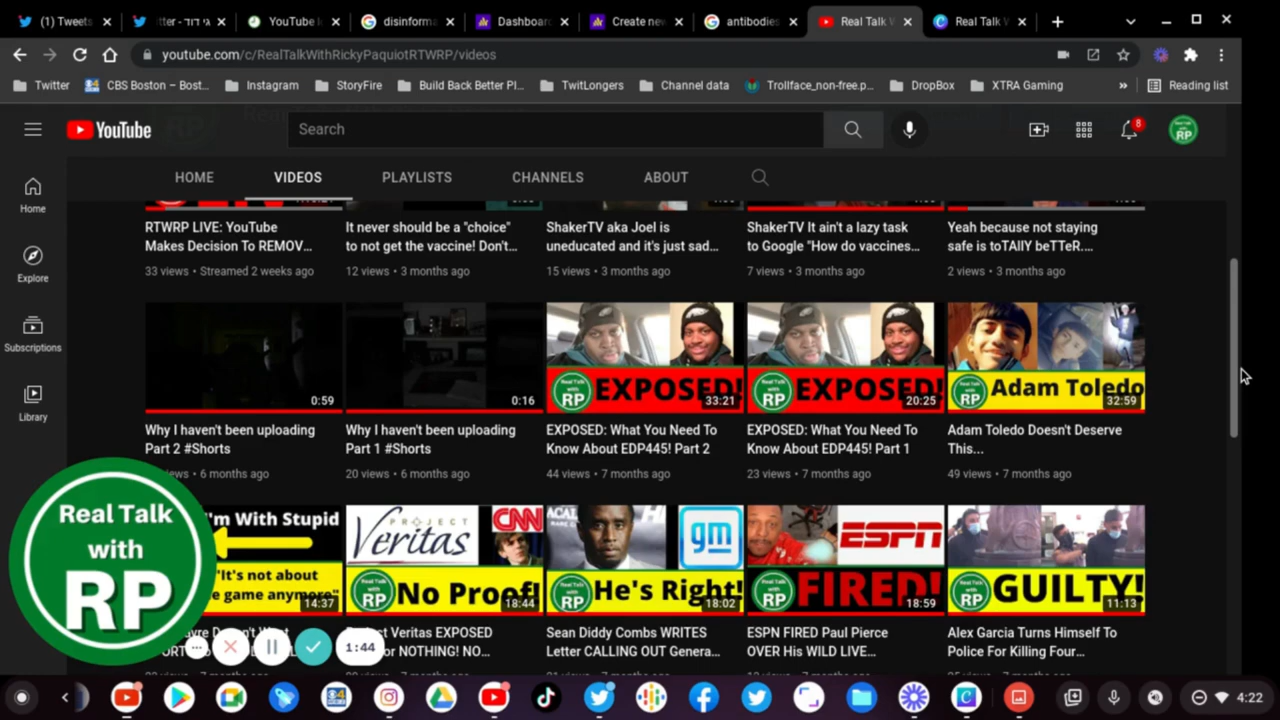 (1) Tweets
tter - גי דוד
YouTube
disinforma
Dashboar
Create ne
antibodies
Real Talk W
Real Talk W
youtube.com/c/RealTalkWithRickyPaquiotRTWRP/videos
Twitter
CBS Boston – Bost...
Instagram
StoryFire
Build Back Better Pl...
TwitLongers
Channel data
Trollface_non-free.p...
DropBox
XTRA Gaming
»
Reading list
YouTube
Search
8
HOME
VIDEOS
PLAYLISTS
CHANNELS
ABOUT
Home
Explore
Subscriptions
Library
RTWRP LIVE: YouTube
Makes Decision To REMOV...
33 views • Streamed 2 weeks ago
It never should be a "choice"
to not get the vaccine! Don't...
12 views • 3 months ago
ShakerTV aka Joel is
uneducated and it's just sad...
15 views • 3 months ago
ShakerTV It ain't a lazy task
to Google "How do vaccines...
7 views • 3 months ago
Yeah because not staying
safe is toTAlly beTTeR....
2 views • 3 months ago
0:59
0:16
EXPOSED!
33:21
EXPOSED!
20:25
Adam Toledo
32:59
Why I haven't been uploading
Part 2 #Shorts
views • 6 months ago
Why I haven't been uploading
Part 1 #Shorts
20 views • 6 months ago
EXPOSED: What You Need To
Know About EDP445! Part 2
44 views • 7 months ago
EXPOSED: What You Need To
Know About EDP445! Part 1
23 views • 7 months ago
Adam Toledo Doesn't Deserve
This...
49 views • 7 months ago
Real Talk
with
RP
I'm With Stupid
"It's not about
game anymore"
14:37
PROJECT
Veritas
CNN
No Proof!
18:44
gm
He's Right!
18:02
ESPN
FIRED!
18:59
GUILTY!
11:13
Veritas EXPOSED
or NOTHING! NO...
Sean Diddy Combs WRITES
Letter CALLING OUT Genera...
ESPN FIRED Paul Pierce
OVER His WILD LIVE...
Alex Garcia Turns Himself To
Police For Killing Four...
1:44
4:22